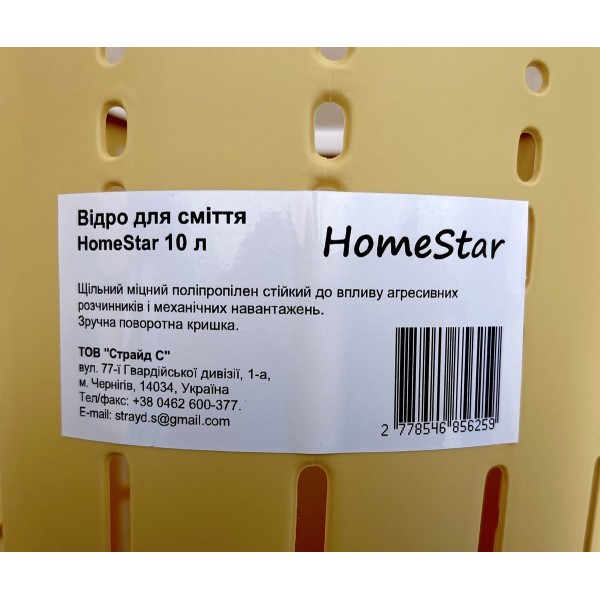 Відро для сміття
HomeStar 10 л
HomeStar
Щільний міцний поліпропілен стійкий до впливу агресивних
розчинників і механічних навантажень.
Зручна поворотна кришка.
ТОВ "Страйд С"
вул. 77-ї Гвардійської дивізії, 1-а,
м. Чернігів, 14034, Україна
Тел/факс: +38 0462 600-377.
E-mail: strayd.s@gmail.com
2 778546 856259